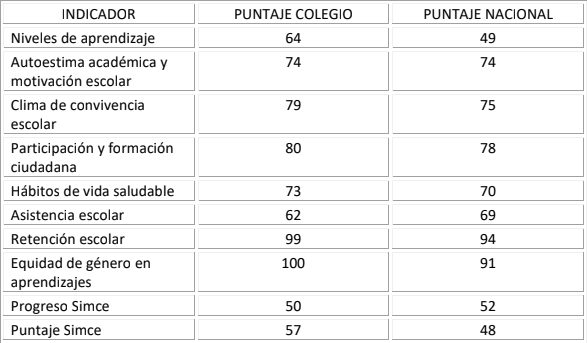 INDICADOR PUNTAJE COLEGIO PUNTAJE NACIONAL
Niveles de aprendizaje 64 49
Autoestima académica y 74 74
motivación escolar
Clima de convivencia 79 75
escolar
Participación y formación 80 78
ciudadana
Hábitos de vida saludable 73 70
Asistencia escolar 62 69
Retención escolar 99 94
Equidad de género en 100 91
aprendizajes
Progreso Simce 50 52
Puntaje Simce 57 48